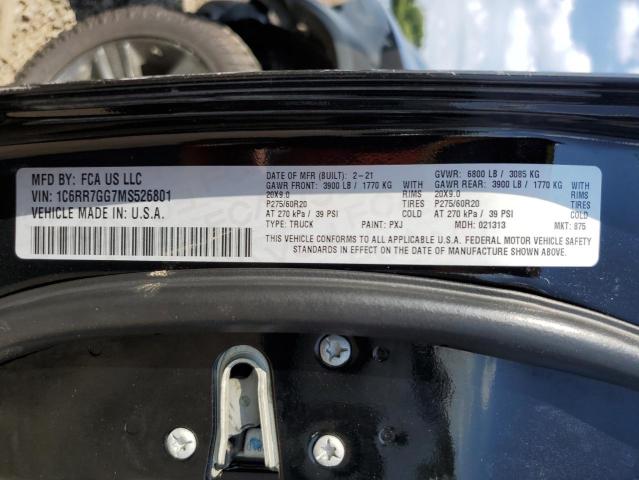 MFD BY: FCA US LLC
VIN: 1C6RR7GG7MS526801
VEHICLE MADE IN U.S.A.
DATE OF MFR (BUILT): 2-21 GVWR: 6800 LB / 3085 KG
GAWR FRONT: 3900 LB / 1770 KG WITH GAWR REAR: 3900 LB / 1770 KG WITH
20X9.0 RIMS 20X9.0 RIMS
P275/60R20 TIRES P275/60R20 TIRES
AT 270 kPa / 39 PSI AT 270 kPa / 39 PSI
TYPE: TRUCK PAINT: PXJ MDH: 021313 MKT: 875
THIS VEHICLE CONFORMS TO ALL APPLICABLE U.S.A. FEDERAL MOTOR VEHICLE SAFETY
STANDARDS IN EFFECT ON THE DATE OF MANUFACTURE SHOWN ABOVE.